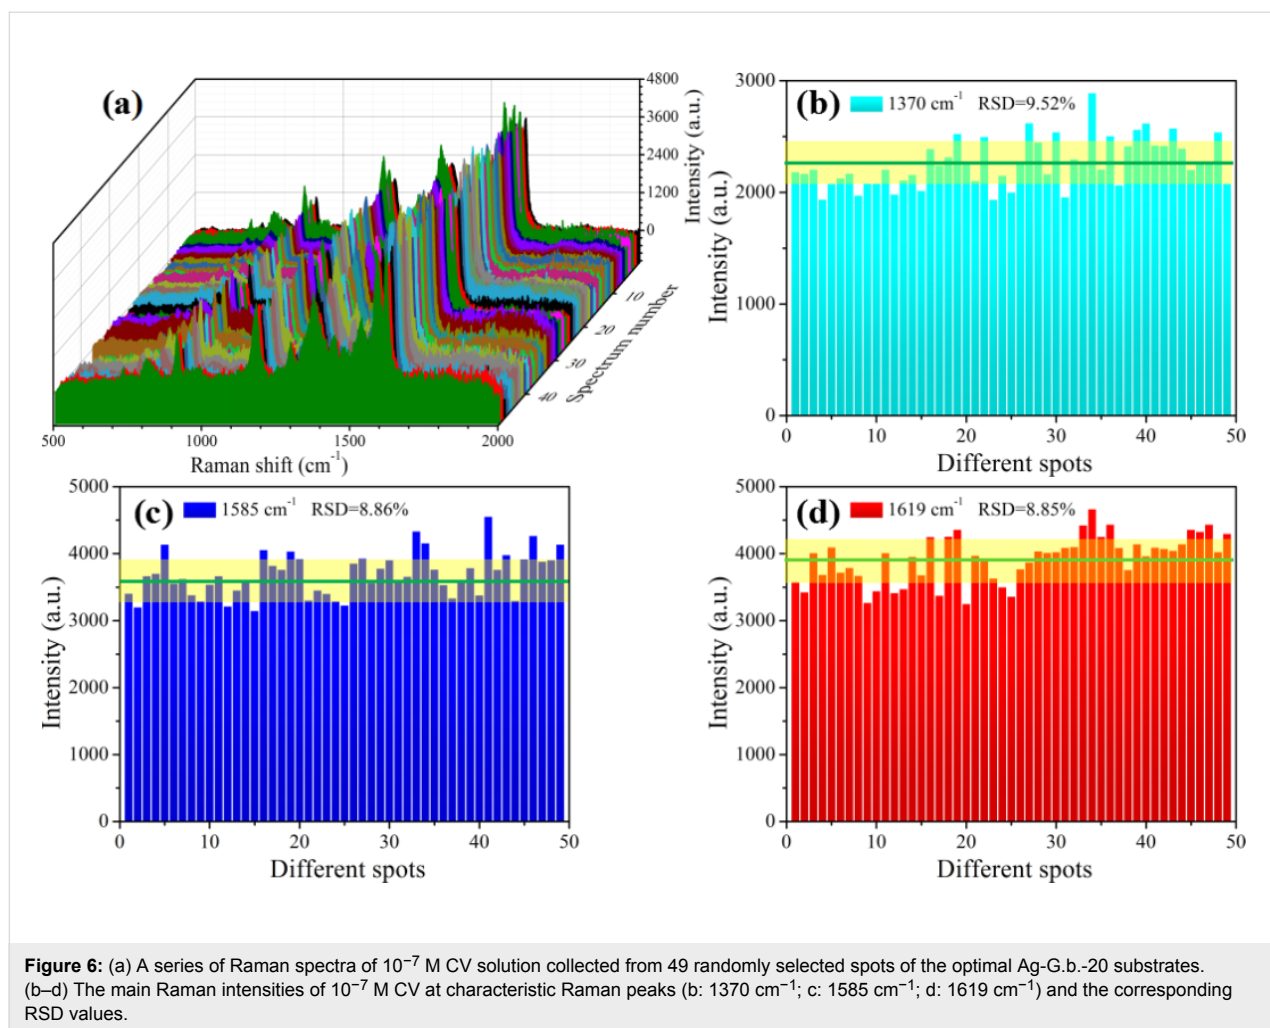 (a)
4800
3600
2400
1200
0
Intensity (a.u.)
10
20
30
40
Spectrum number
500
1000
1500
2000
Raman shift (cm⁻¹)
(b)
1370 cm⁻¹ RSD=9.52%
3000
2000
1000
0
Intensity (a.u.)
0 10 20 30 40 50
Different spots
(c)
1585 cm⁻¹ RSD=8.86%
5000
4000
3000
2000
1000
0
Intensity (a.u.)
0 10 20 30 40 50
Different spots
(d)
1619 cm⁻¹ RSD=8.85%
5000
4000
3000
2000
1000
0
Intensity (a.u.)
0 10 20 30 40 50
Different spots
Figure 6: (a) A series of Raman spectra of 10⁻⁷ M CV solution collected from 49 randomly selected spots of the optimal Ag-G.b.-20 substrates.
(b–d) The main Raman intensities of 10⁻⁷ M CV at characteristic Raman peaks (b: 1370 cm⁻¹; c: 1585 cm⁻¹; d: 1619 cm⁻¹) and the corresponding
RSD values.